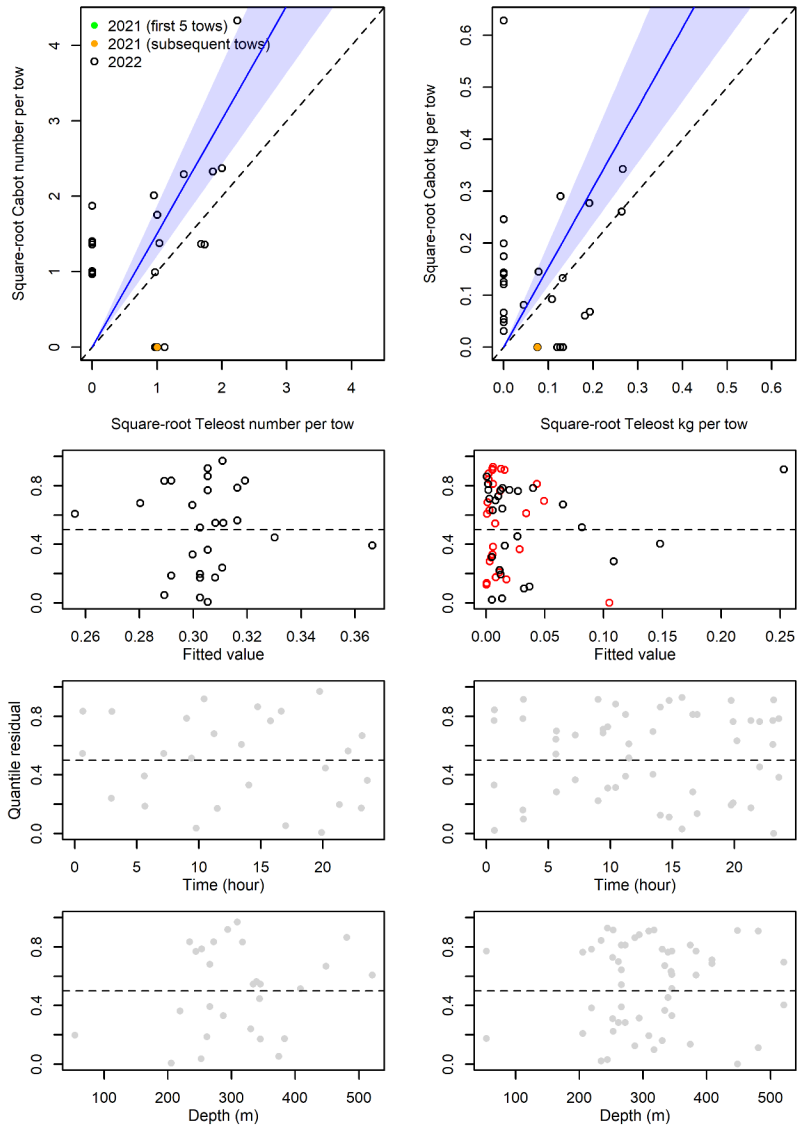 2021 (first 5 tows)
2021 (subsequent tows)
2022
Square-root Cabot number per tow
0 1 2 3 4
0 1 2 3 4
Square-root Teleost number per tow
Square-root Cabot kg per tow
0.0 0.1 0.2 0.3 0.4 0.5 0.6
0.0 0.1 0.2 0.3 0.4 0.5 0.6
Square-root Teleost kg per tow
Quantile residual
0.0 0.4 0.8
0.26 0.28 0.30 0.32 0.34 0.36
Fitted value
0.0 0.4 0.8
0.00 0.05 0.10 0.15 0.20 0.25
Fitted value
0.0 0.4 0.8
0 5 10 15 20
Time (hour)
0.0 0.4 0.8
0 5 10 15 20
Time (hour)
0.0 0.4 0.8
100 200 300 400 500
Depth (m)
0.0 0.4 0.8
100 200 300 400 500
Depth (m)